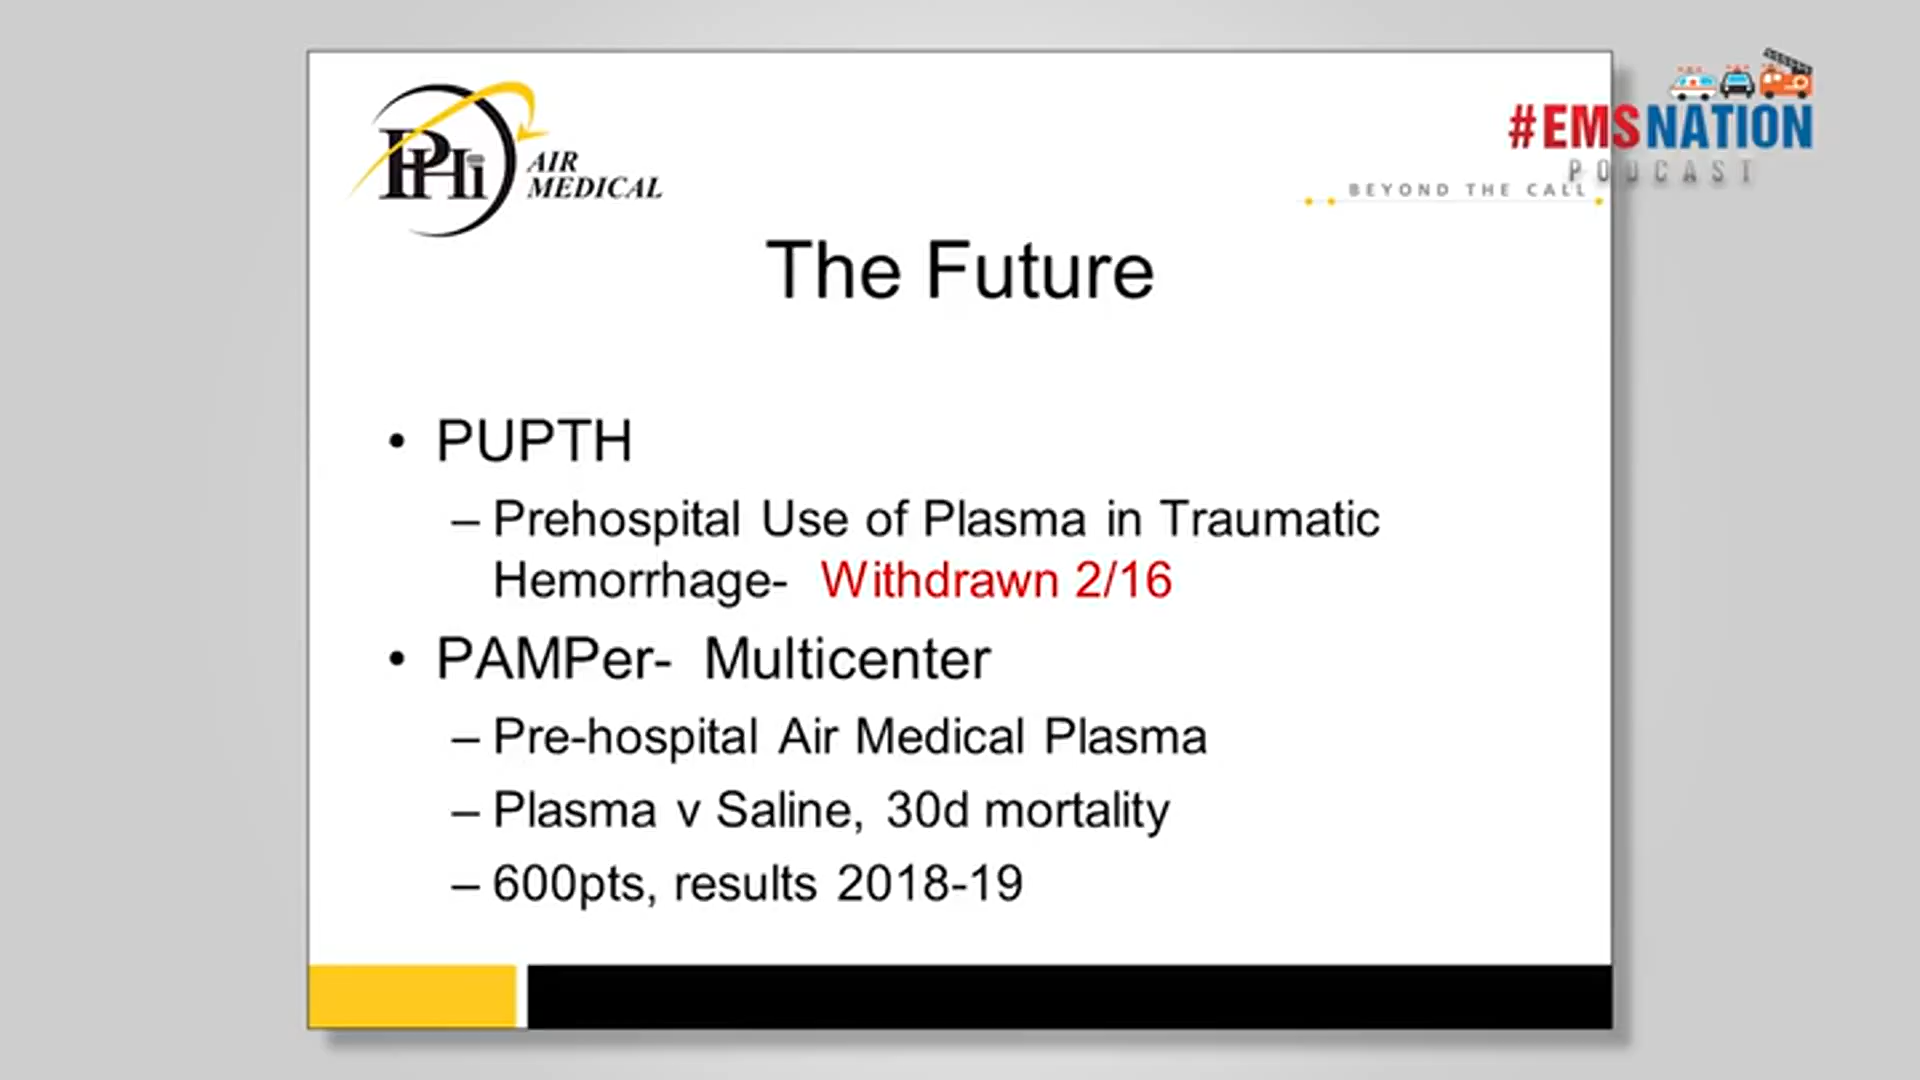 PHi AIR
MEDICAL
#EMSNATION
PODCAST
BEYOND THE CALL
The Future
• PUPTH
– Prehospital Use of Plasma in Traumatic
Hemorrhage- Withdrawn 2/16
• PAMPer- Multicenter
– Pre-hospital Air Medical Plasma
– Plasma v Saline, 30d mortality
– 600pts, results 2018-19